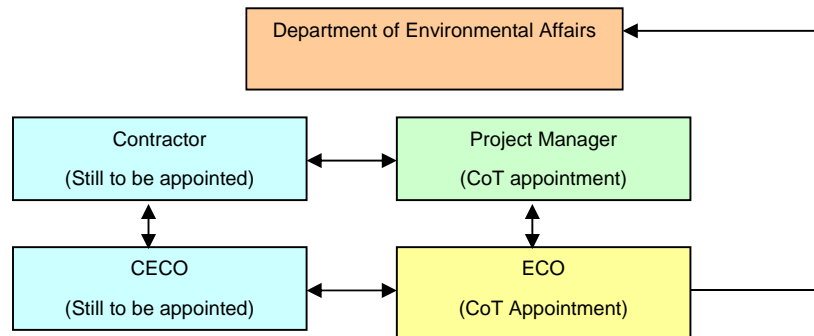 Department of Environmental Affairs
Contractor
(Still to be appointed)
Project Manager
(CoT appointment)
CECO
(Still to be appointed)
ECO
(CoT Appointment)